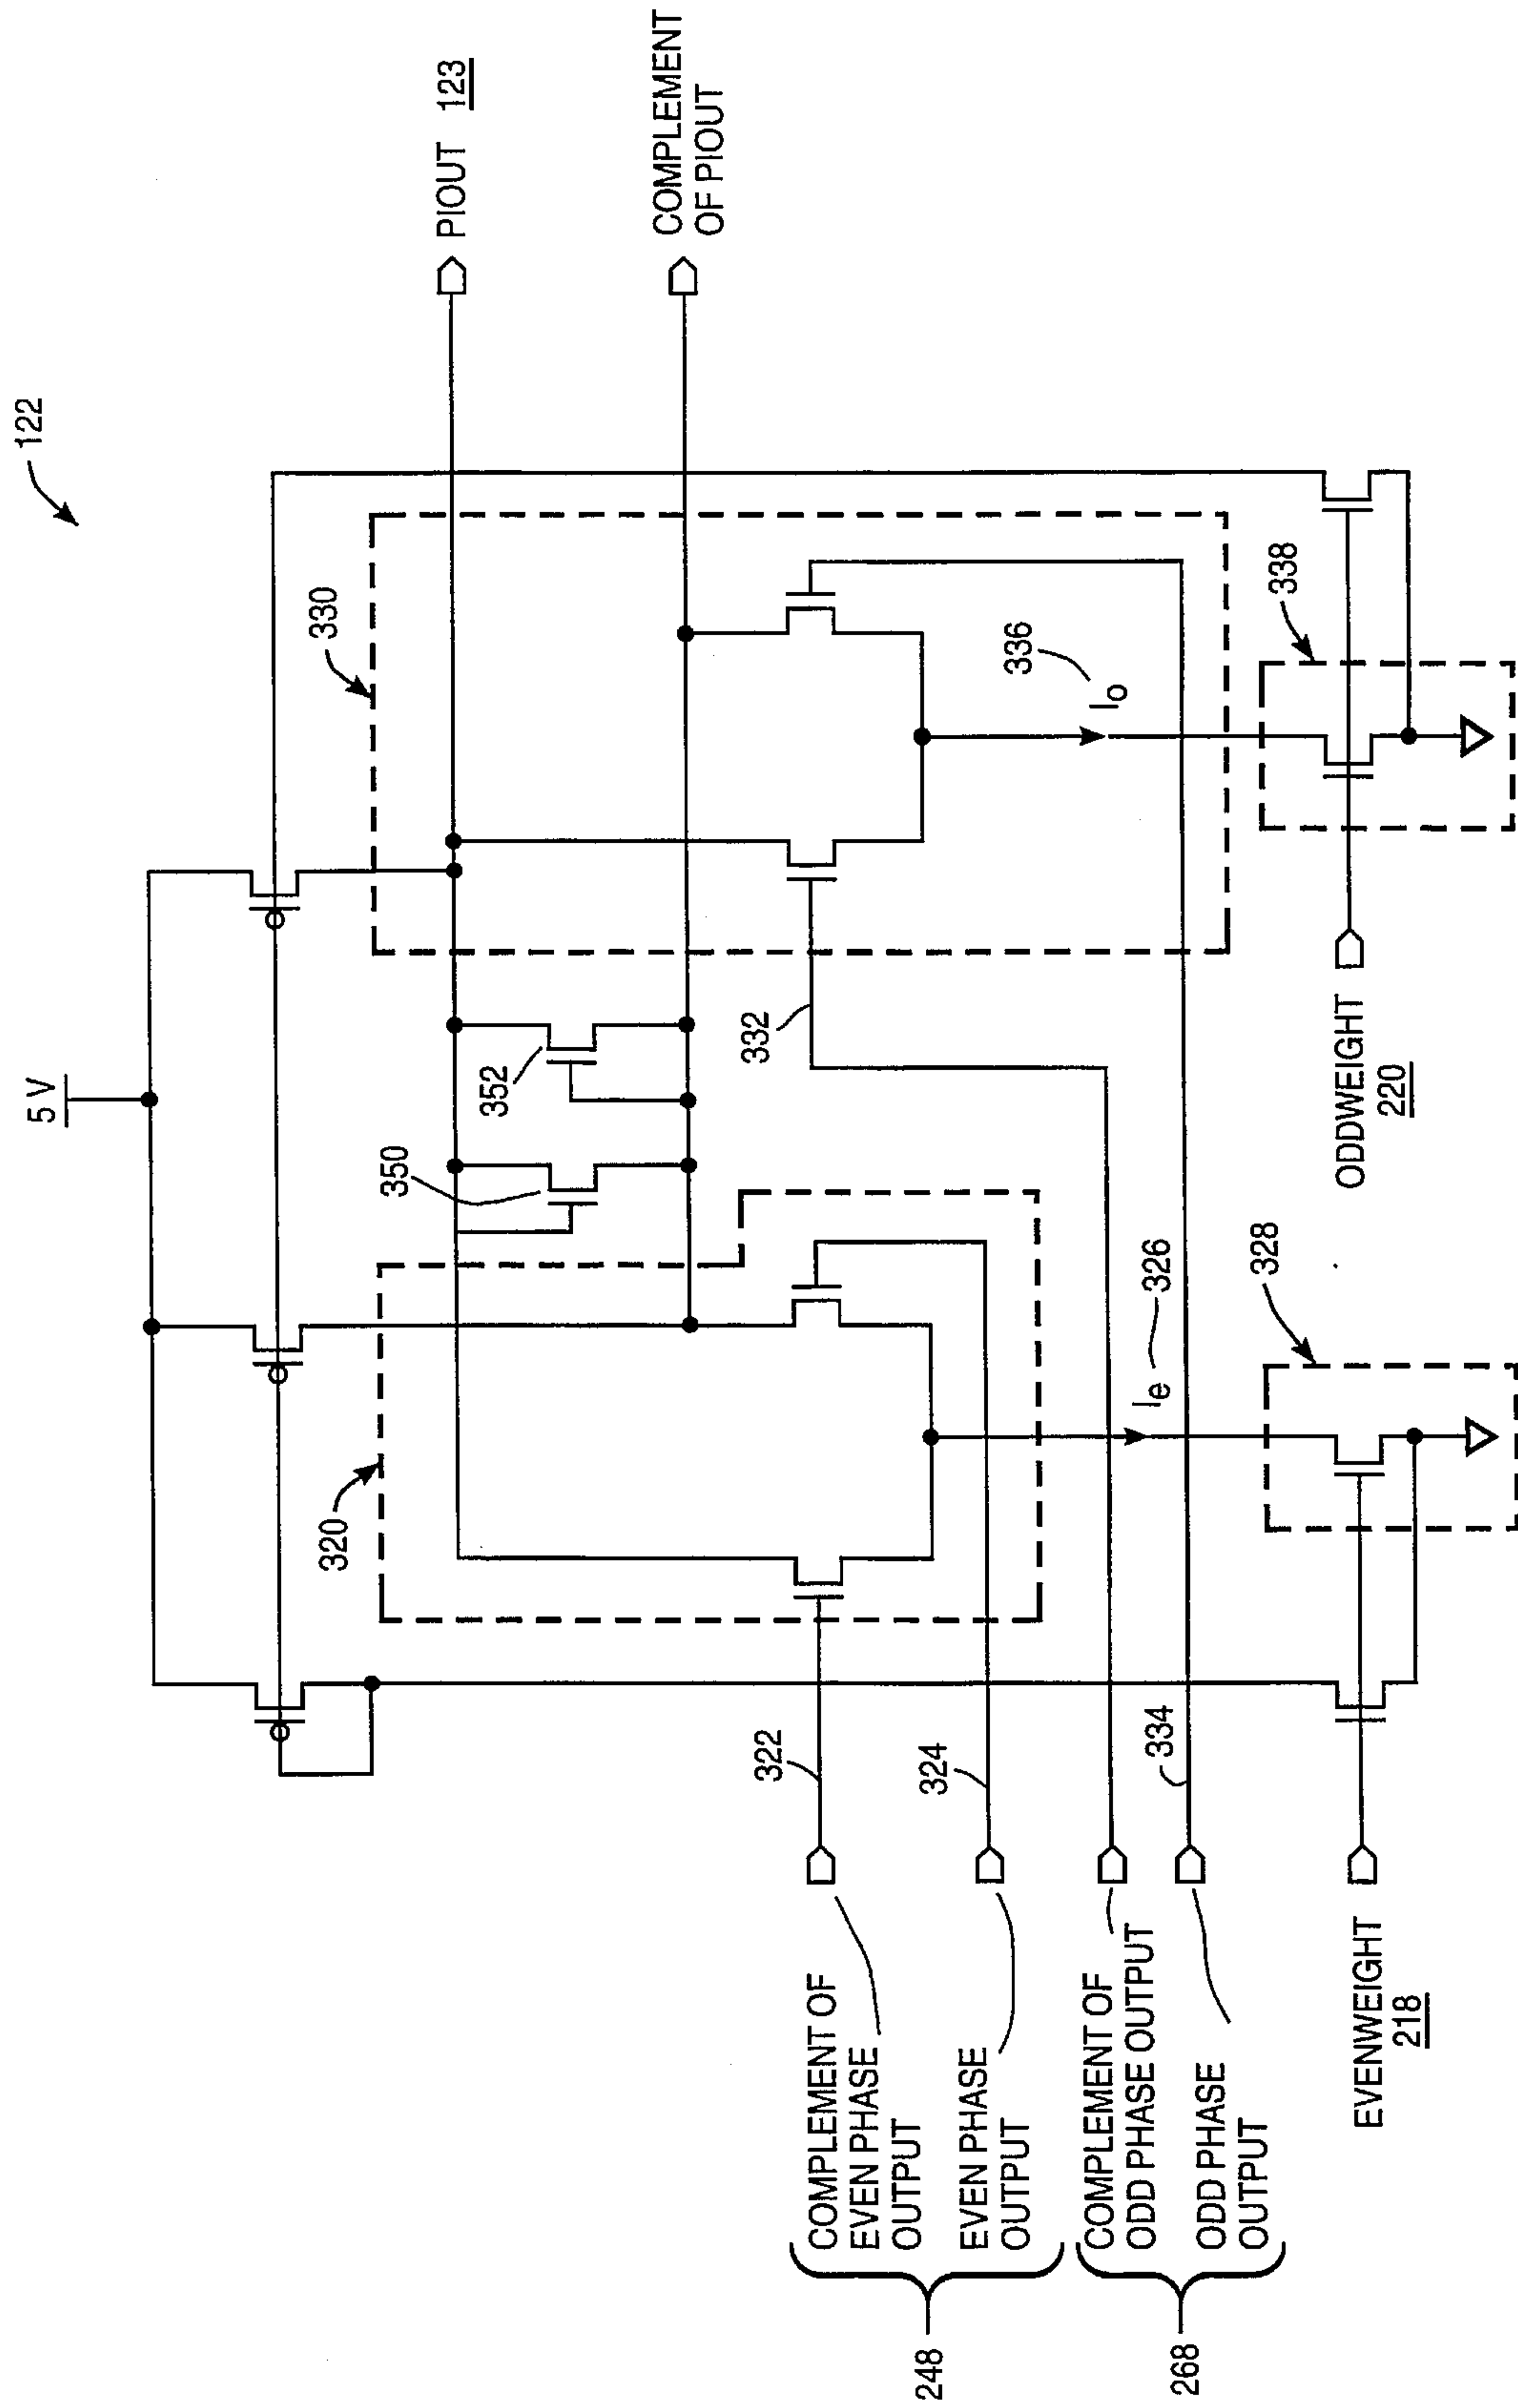 122
5 V
PIOUT 123
COMPLEMENT
OF PIOUT
330
320
350
352
322
324
332
334
336
Io
Ie
326
328
338
COMPLEMENT OF
EVEN PHASE
OUTPUT
EVEN PHASE
OUTPUT
248
COMPLEMENT OF
ODD PHASE OUTPUT
ODD PHASE
OUTPUT
268
EVENWEIGHT
218
ODDWEIGHT
220